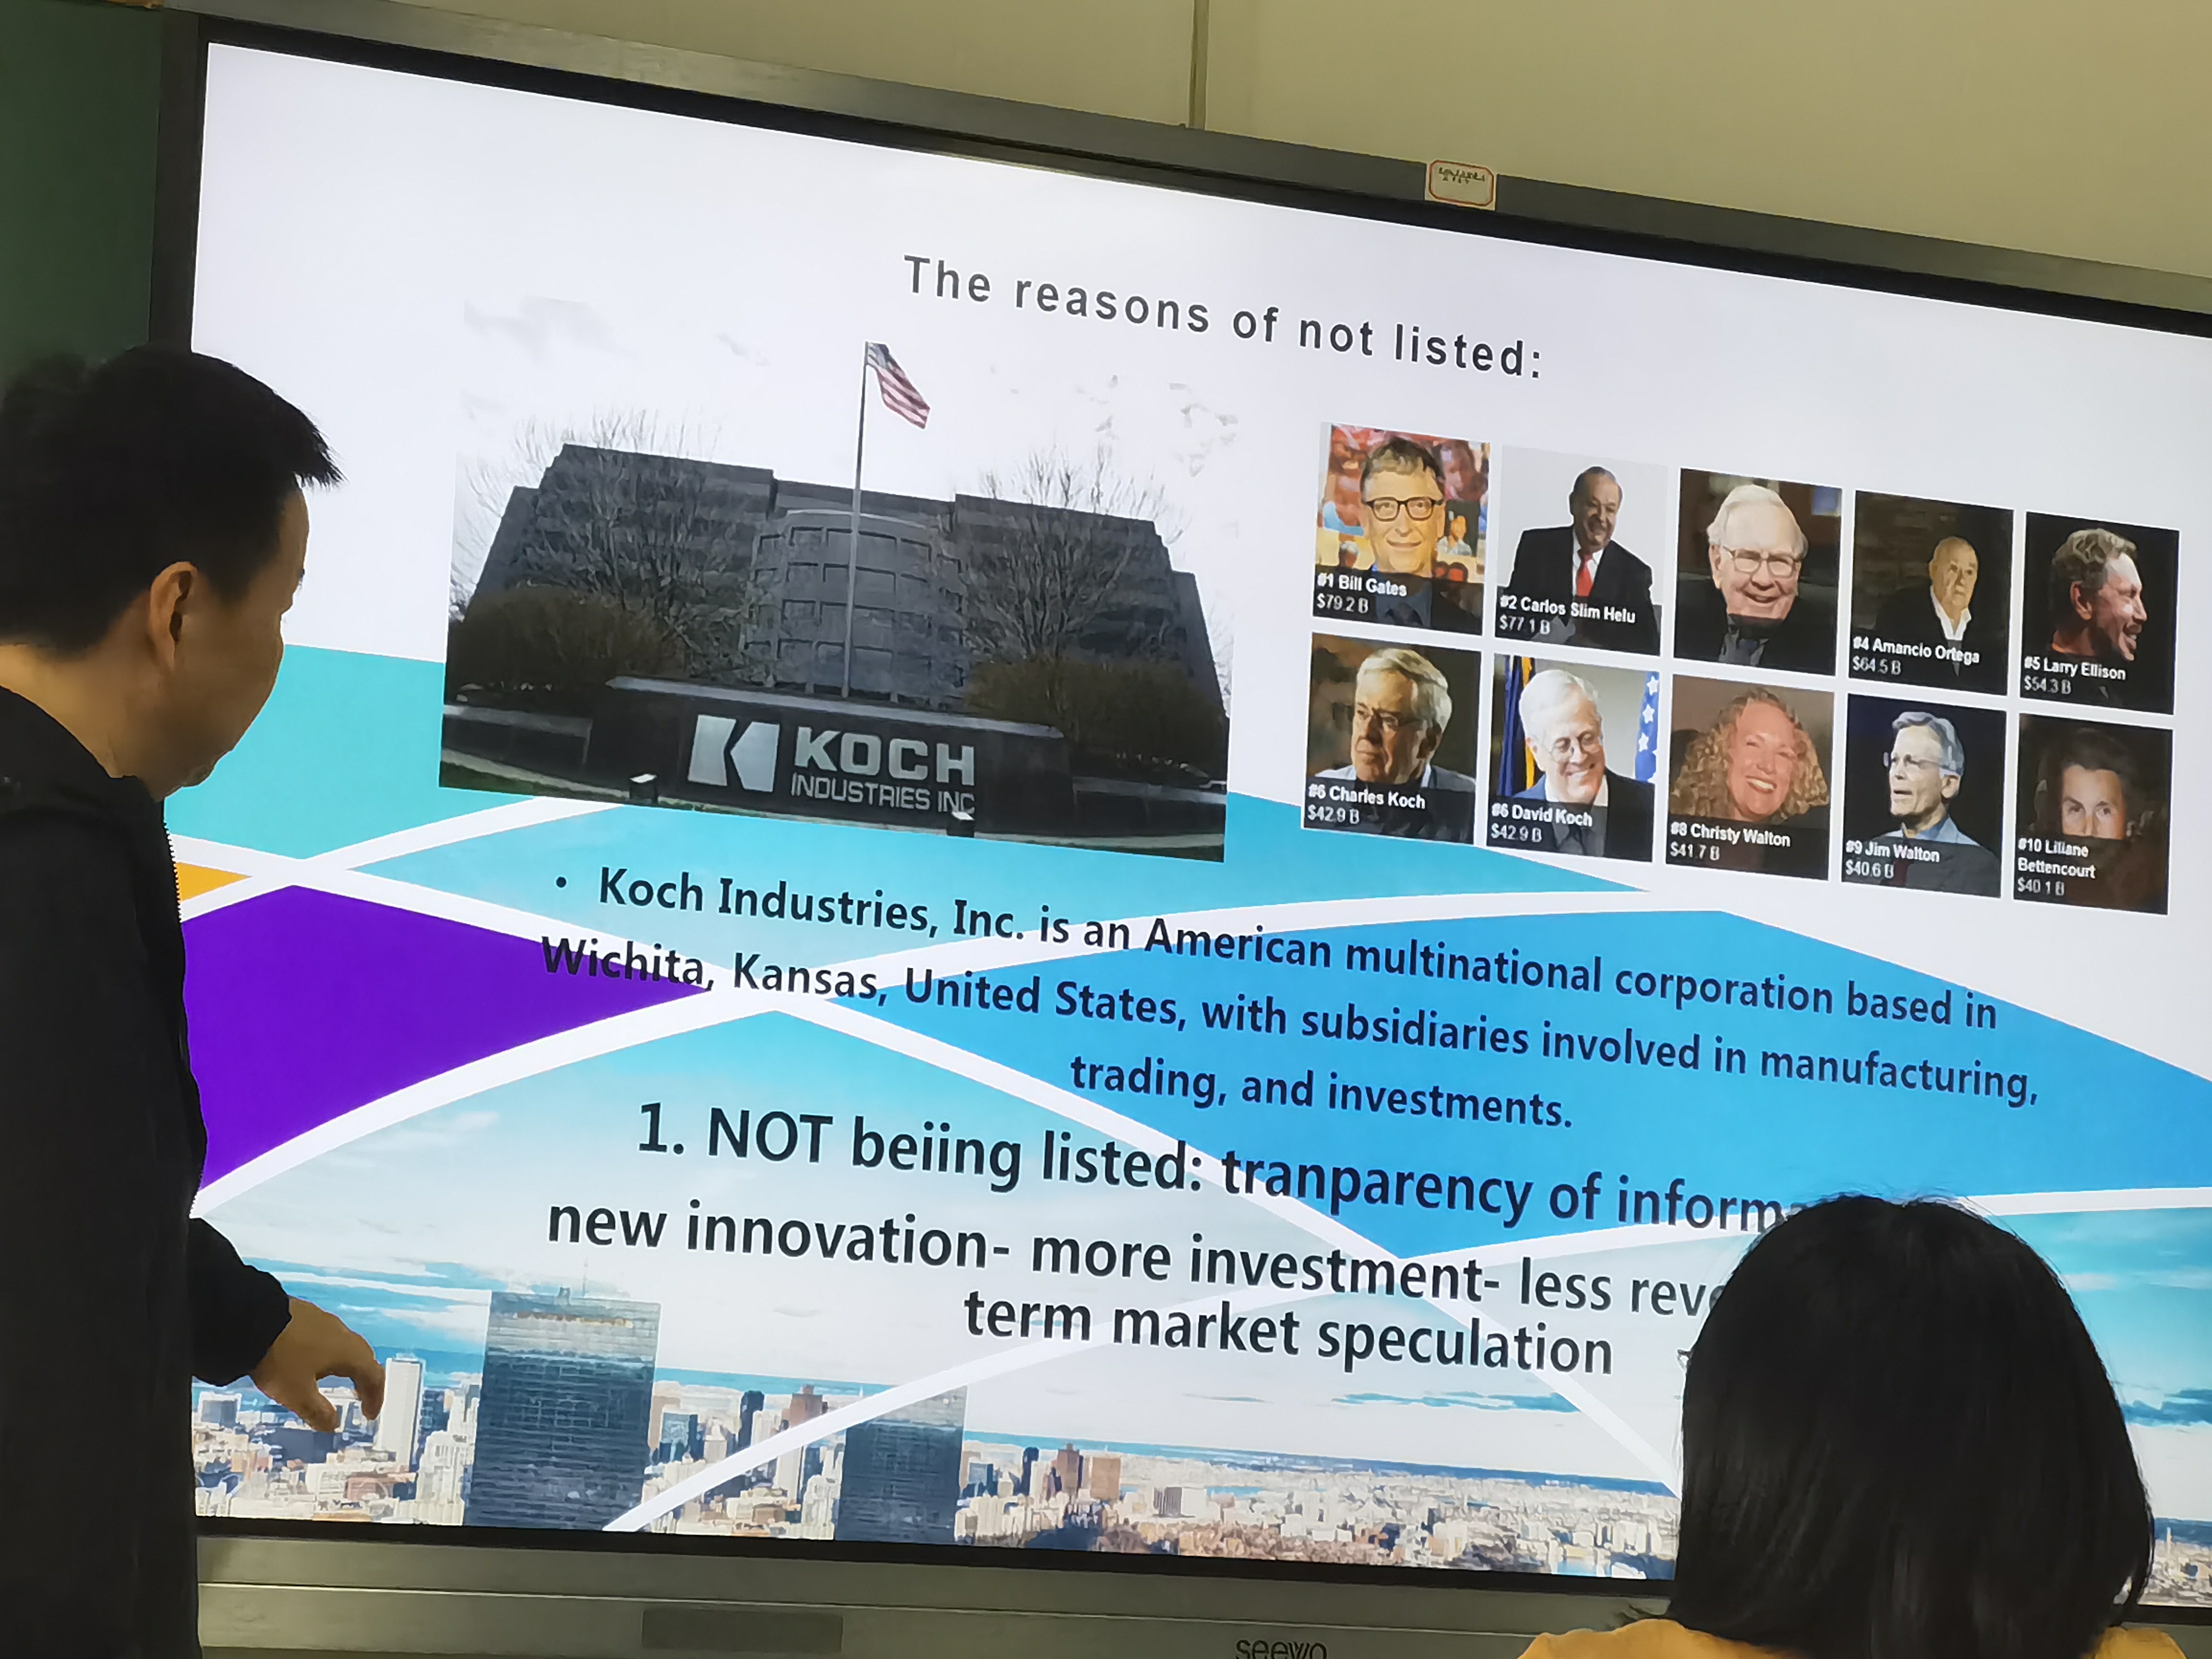 The reasons of not listed:
#1 Bill Gates
$79.2 B
#2 Carlos Slim Helu
$77.1 B
#4 Amancio Ortega
$64.5 B
#5 Larry Ellison
$54.3 B
#6 Charles Koch
$42.9 B
#6 David Koch
$42.9 B
#8 Christy Walton
$41.7 B
#9 Jim Walton
$40.6 B
#10 Liliane
Bettencourt
$40.1 B
KOCH
INDUSTRIES INC
• Koch Industries, Inc. is an American multinational corporation based in
Wichita, Kansas, United States, with subsidiaries involved in manufacturing,
trading, and investments.
1. NOT beiing listed: tranparency of inform
new innovation- more investment- less rev
term market speculation
seewo